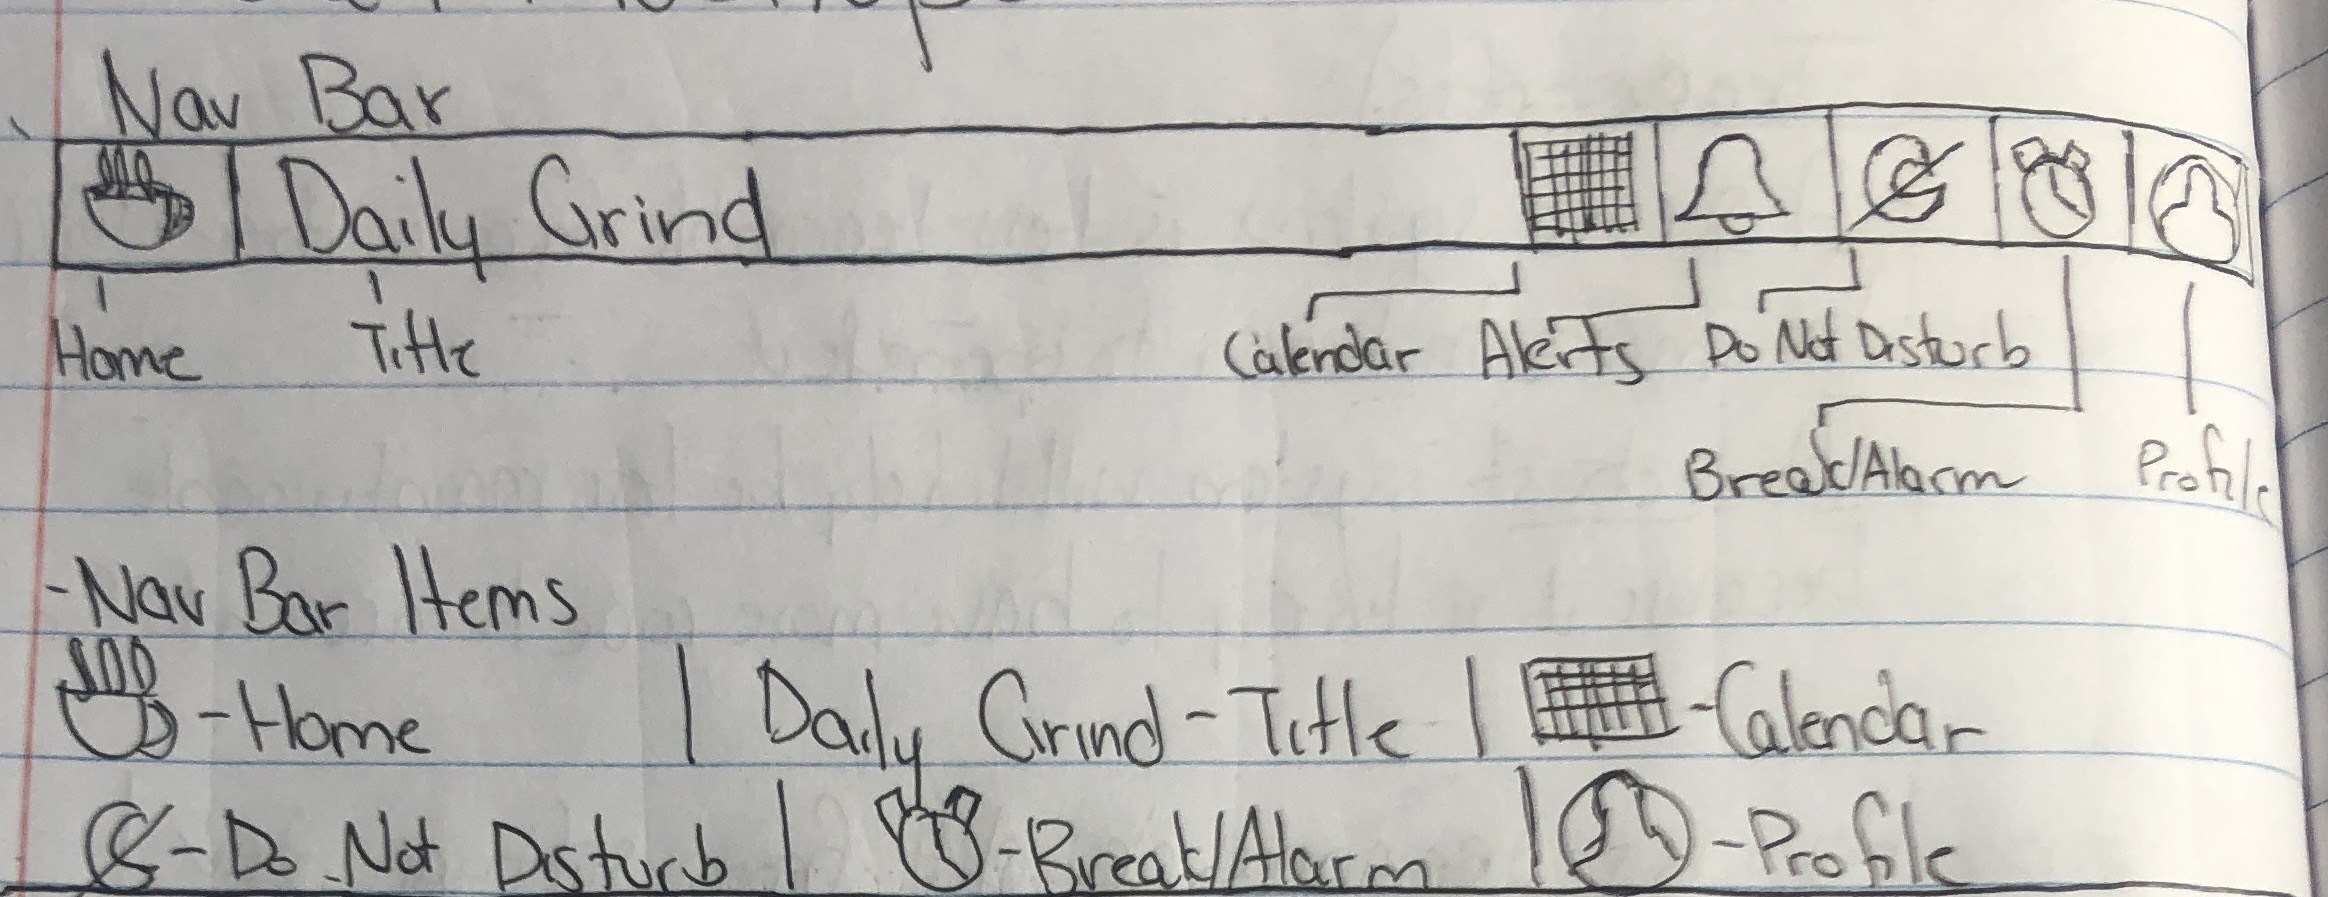 Nav Bar
Daily Grind
Home Title Calendar Alerts Do Not Disturb
Break/Alarm Profile
-Nav Bar Items
-Home | Daily Grind-Title | -Calendar
-Do Not Disturb | -Break/Alarm | -Profile